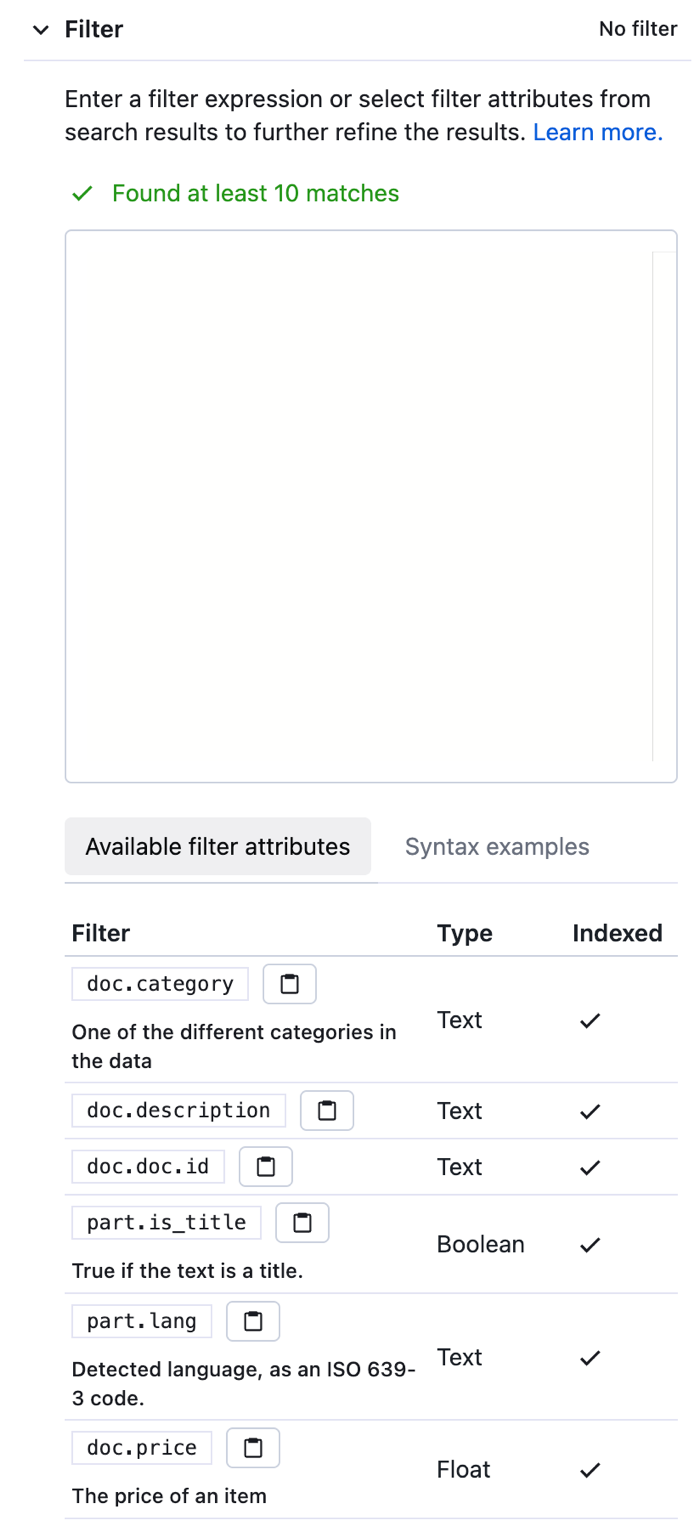 Filter
No filter
Enter a filter expression or select filter attributes from
search results to further refine the results. Learn more.
Found at least 10 matches
Available filter attributes
Syntax examples
Filter Type Indexed
doc.category
One of the different categories in
the data
Text
doc.description
Text
doc.doc.id
Text
part.is_title
True if the text is a title.
Boolean
part.lang
Detected language, as an ISO 639-
3 code.
Text
doc.price
The price of an item
Float